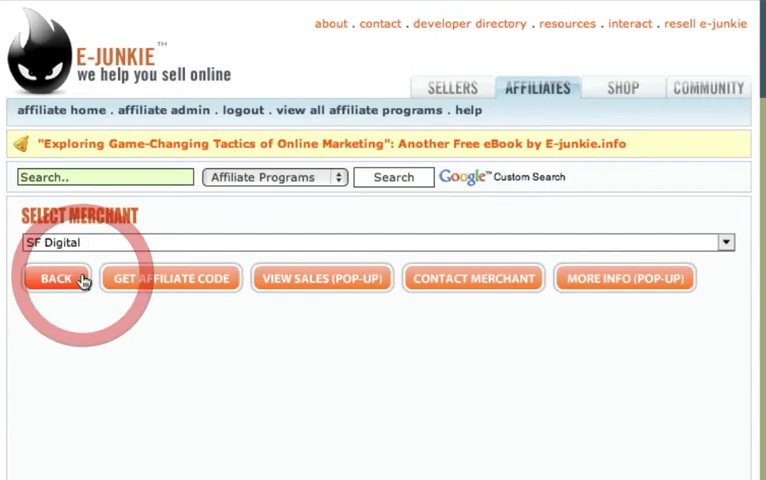 about . contact . developer directory . resources . interact . resell e-junkie
E-JUNKIE™
we help you sell online
SELLERS AFFILIATES SHOP COMMUNITY
affiliate home . affiliate admin . logout . view all affiliate programs . help
"Exploring Game-Changing Tactics of Online Marketing": Another Free eBook by E-junkie.info
Search.. Affiliate Programs Search Google™ Custom Search
SELECT MERCHANT
SF Digital
BACK GET AFFILIATE CODE VIEW SALES (POP-UP) CONTACT MERCHANT MORE INFO (POP-UP)